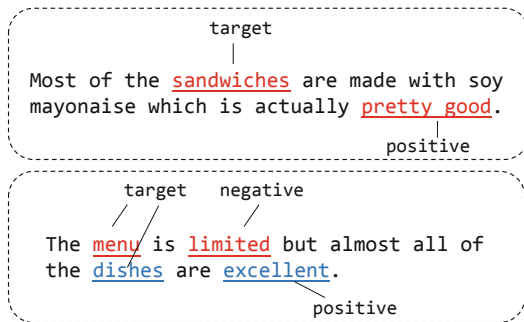 target
Most of the sandwiches are made with soy
mayonaise which is actually pretty good.
positive
target negative
The menu is limited but almost all of
the dishes are excellent.
positive